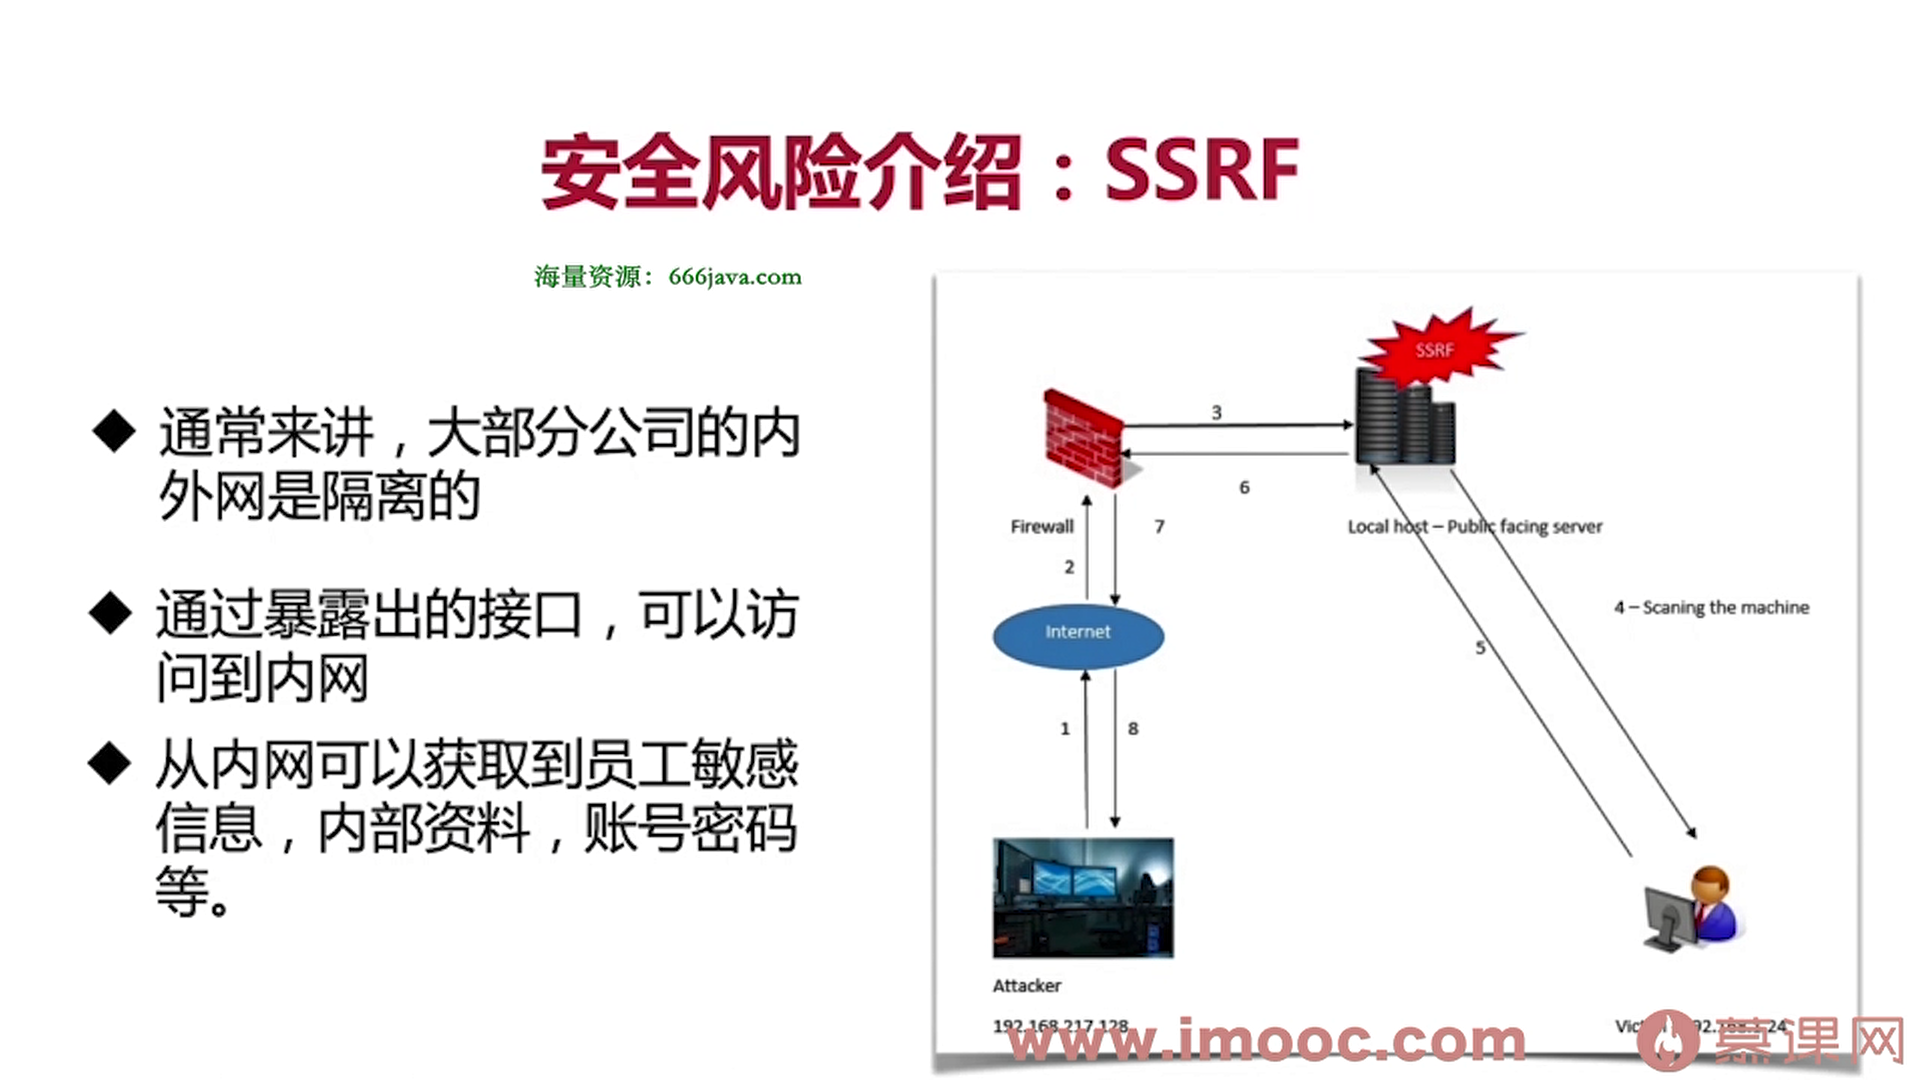 安全风险介绍：SSRF
海量资源：666java.com
通常来讲，大部分公司的内
外网是隔离的
通过暴露出的接口，可以访
问到内网
从内网可以获取到员工敏感
信息，内部资料，账号密码
等。
SSRF
3
6
Firewall
7
Local host – Public facing server
2
4 – Scaning the machine
Internet
5
1
8
Attacker
192.168.217.128
www.imooc.com
慕课网